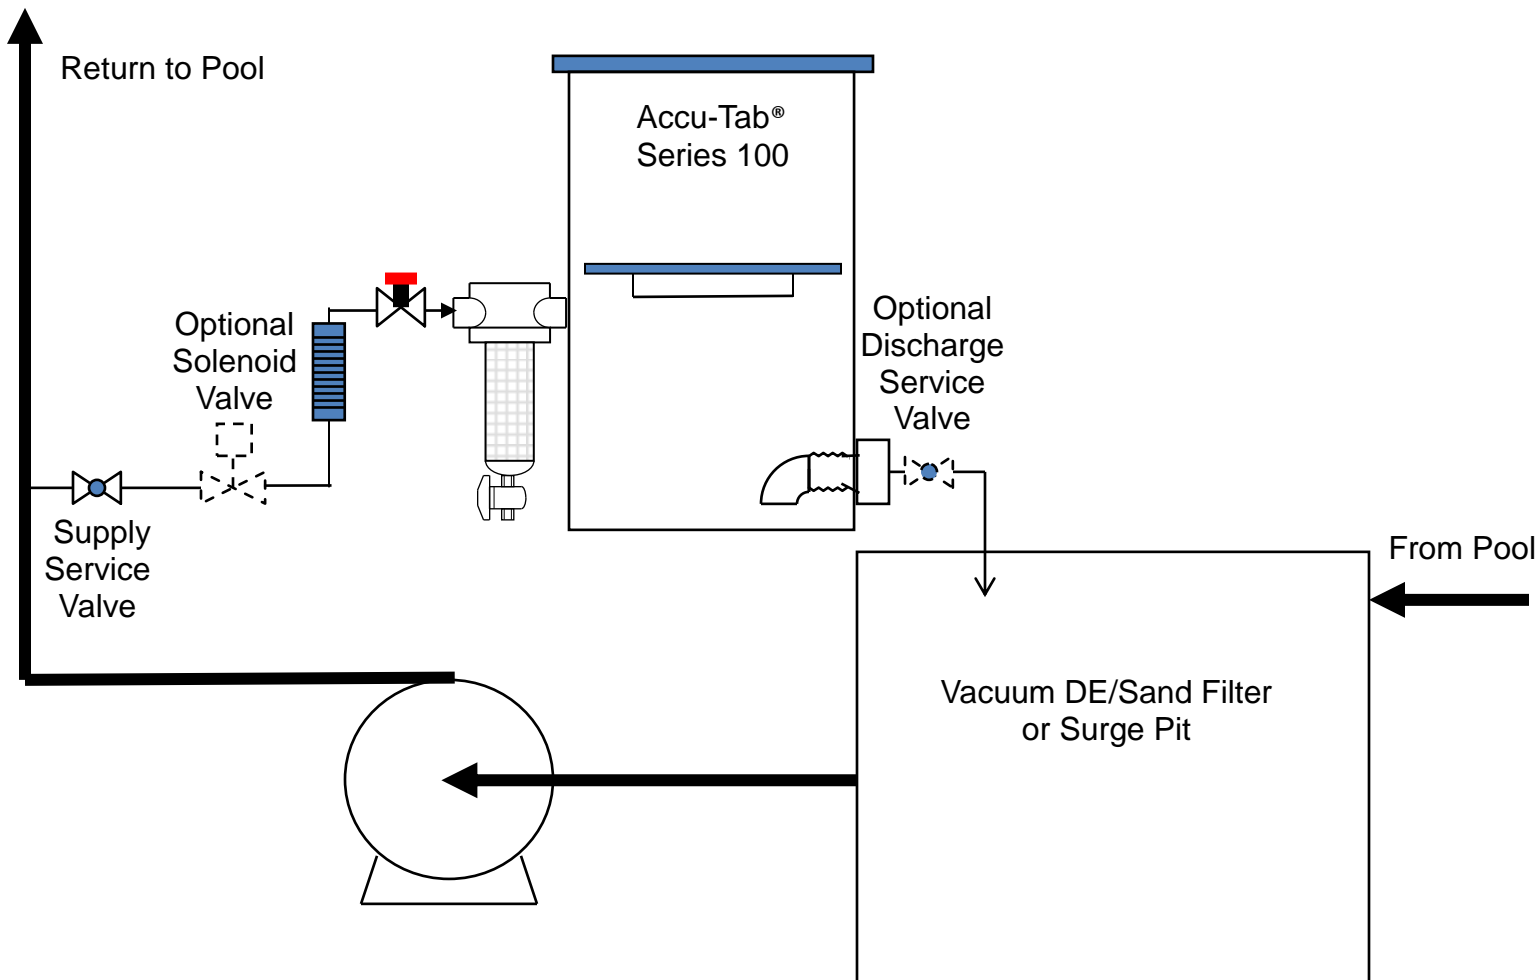 Return to Pool
Accu-Tab®
Series 100
Optional
Solenoid
Valve
Optional
Discharge
Service
Valve
Supply
Service
Valve
From Pool
Vacuum DE/Sand Filter
or Surge Pit